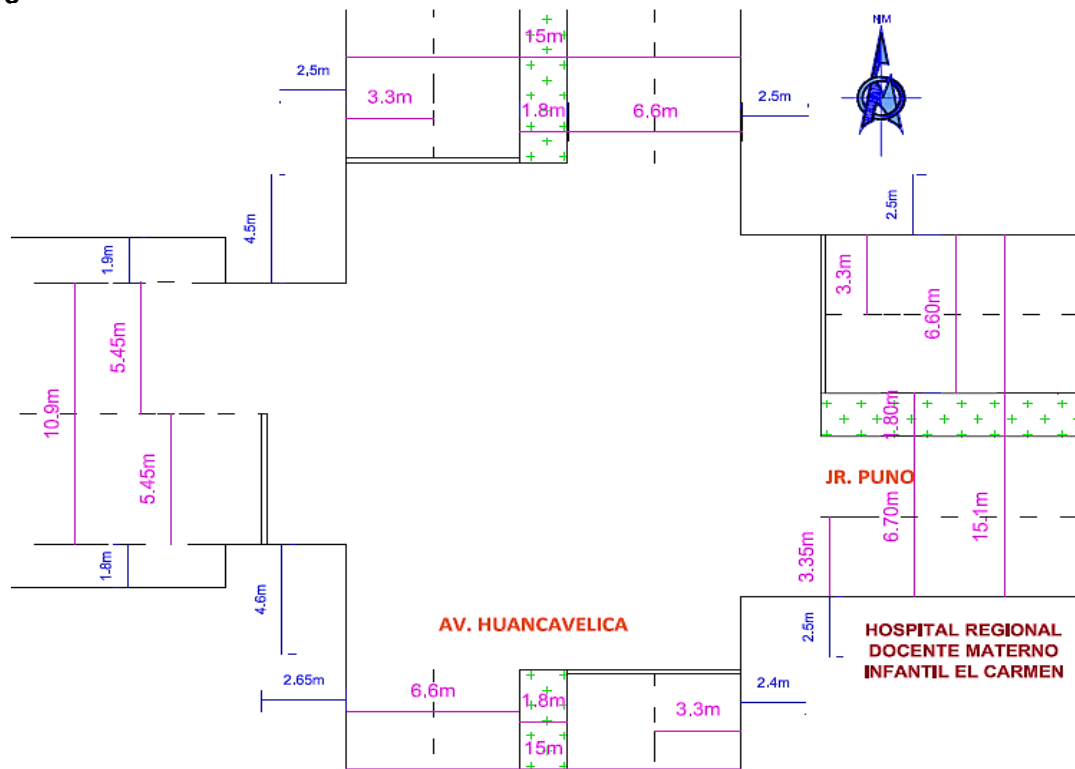 g
NM
15m
2,5m
3.3m
1.8m
6.6m
2.5m
4.5m
2.5m
1.9m
3.3m
6.60m
5.45m
10.9m
1.80m
5.45m
JR. PUNO
6.70m
15.1m
3.35m
1.8m
4.6m
AV. HUANCAVELICA
2.5m
HOSPITAL REGIONAL
DOCENTE MATERNO
INFANTIL EL CARMEN
2.65m
6.6m
1.8m
3.3m
2.4m
15m